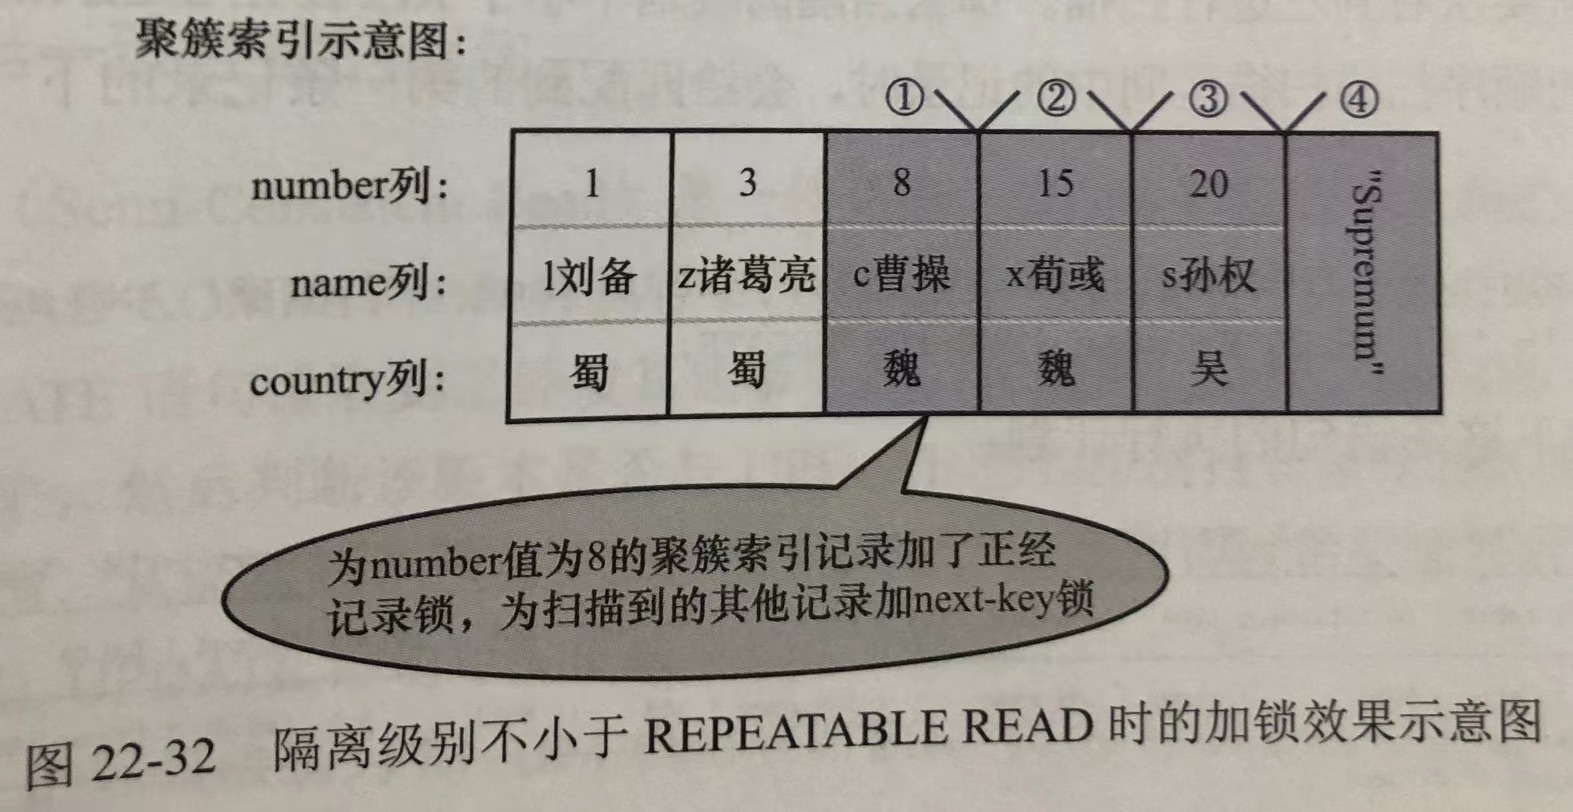 聚簇索引示意图：
① ② ③ ④
number列： 1 3 8 15 20 "Supremum"
name列： l刘备 z诸葛亮 c曹操 x荀彧 s孙权
country列： 蜀 蜀 魏 魏 吴
为number值为8的聚簇索引记录加了正经
记录锁，为扫描到的其他记录加next-key锁
图 22-32 隔离级别不小于 REPEATABLE READ 时的加锁效果示意图